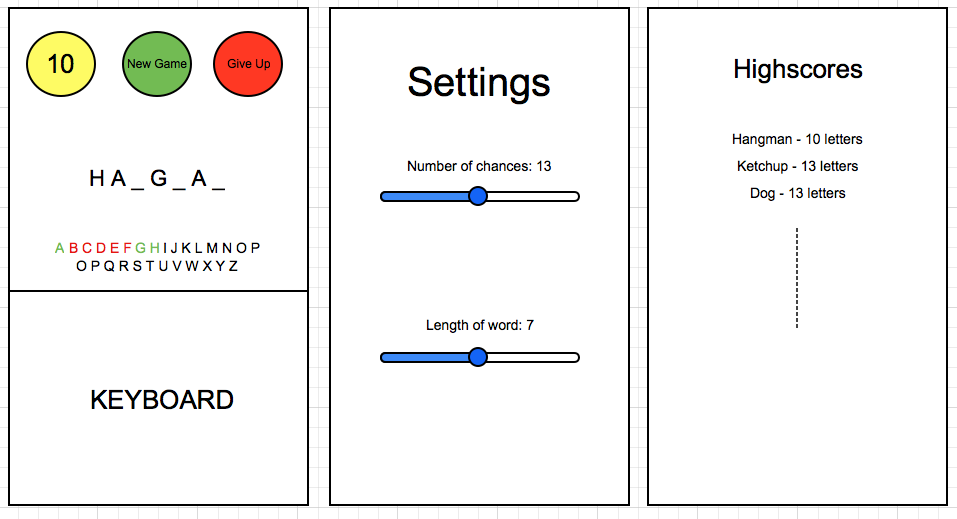 10
New Game
Give Up
H A _ G _ A _
A B C D E F G H I J K L M N O P
O P Q R S T U V W X Y Z
KEYBOARD
Settings
Number of chances: 13
Length of word: 7
Highscores
Hangman - 10 letters
Ketchup - 13 letters
Dog - 13 letters